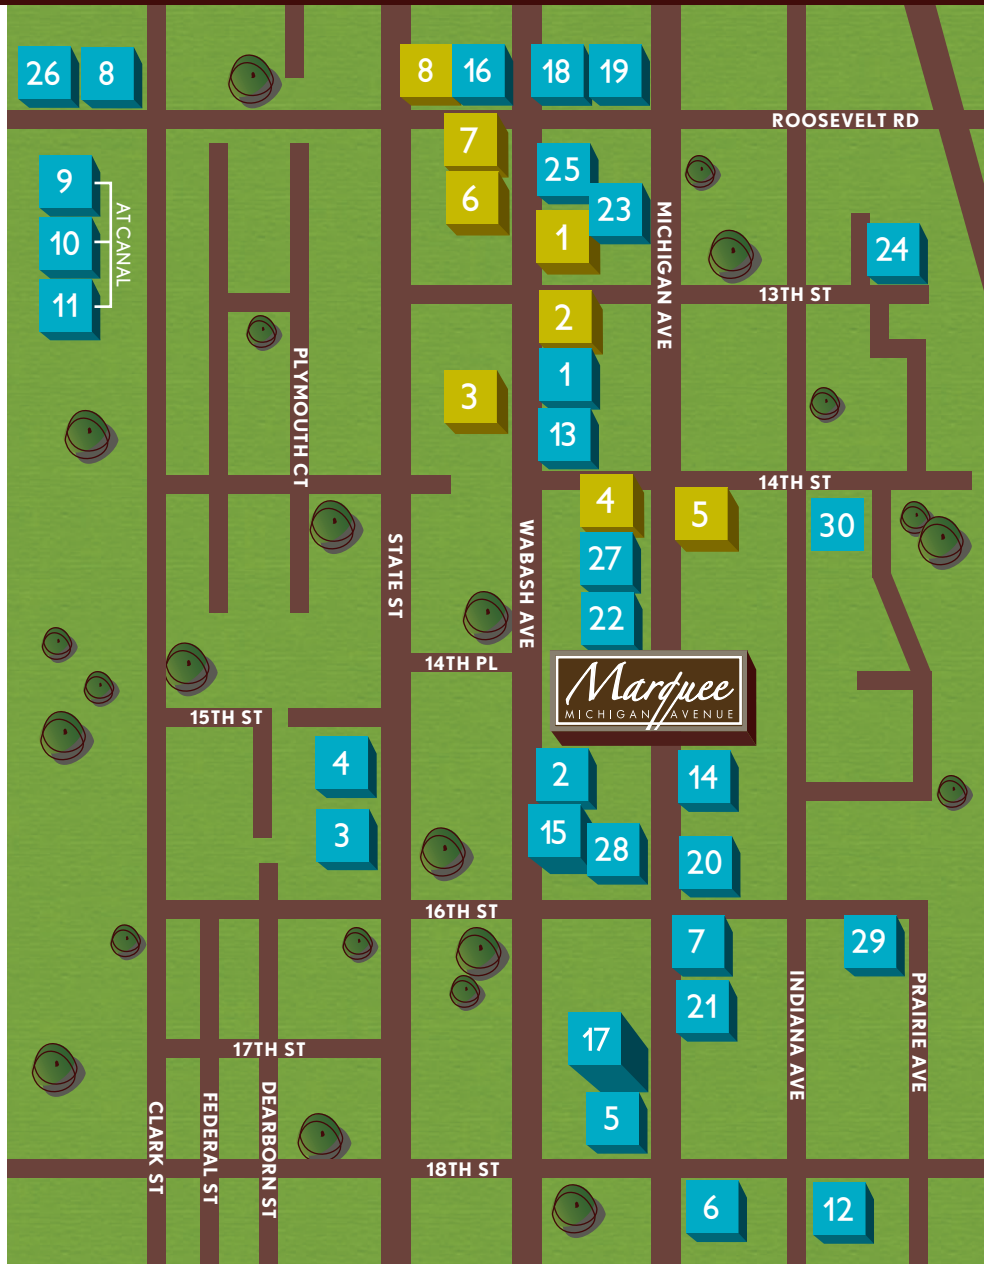 26 8 8 16 18 19
ROOSEVELT RD
7
25
9
AT CANAL
6
23
MICHIGAN AVE
1
10
24
11
13TH ST
2
PLYMOUTH CT
1
3
13
14TH ST
4
5
30
STATE ST
WABASH AVE
27
22
14TH PL
Marquee
MICHIGAN AVENUE
15TH ST
4
2
14
3
15
28
20
16TH ST
7
29
INDIANA AVE
PRAIRIE AVE
21
17
17TH ST
CLARK ST
FEDERAL ST
DEARBORN ST
5
18TH ST
6
12